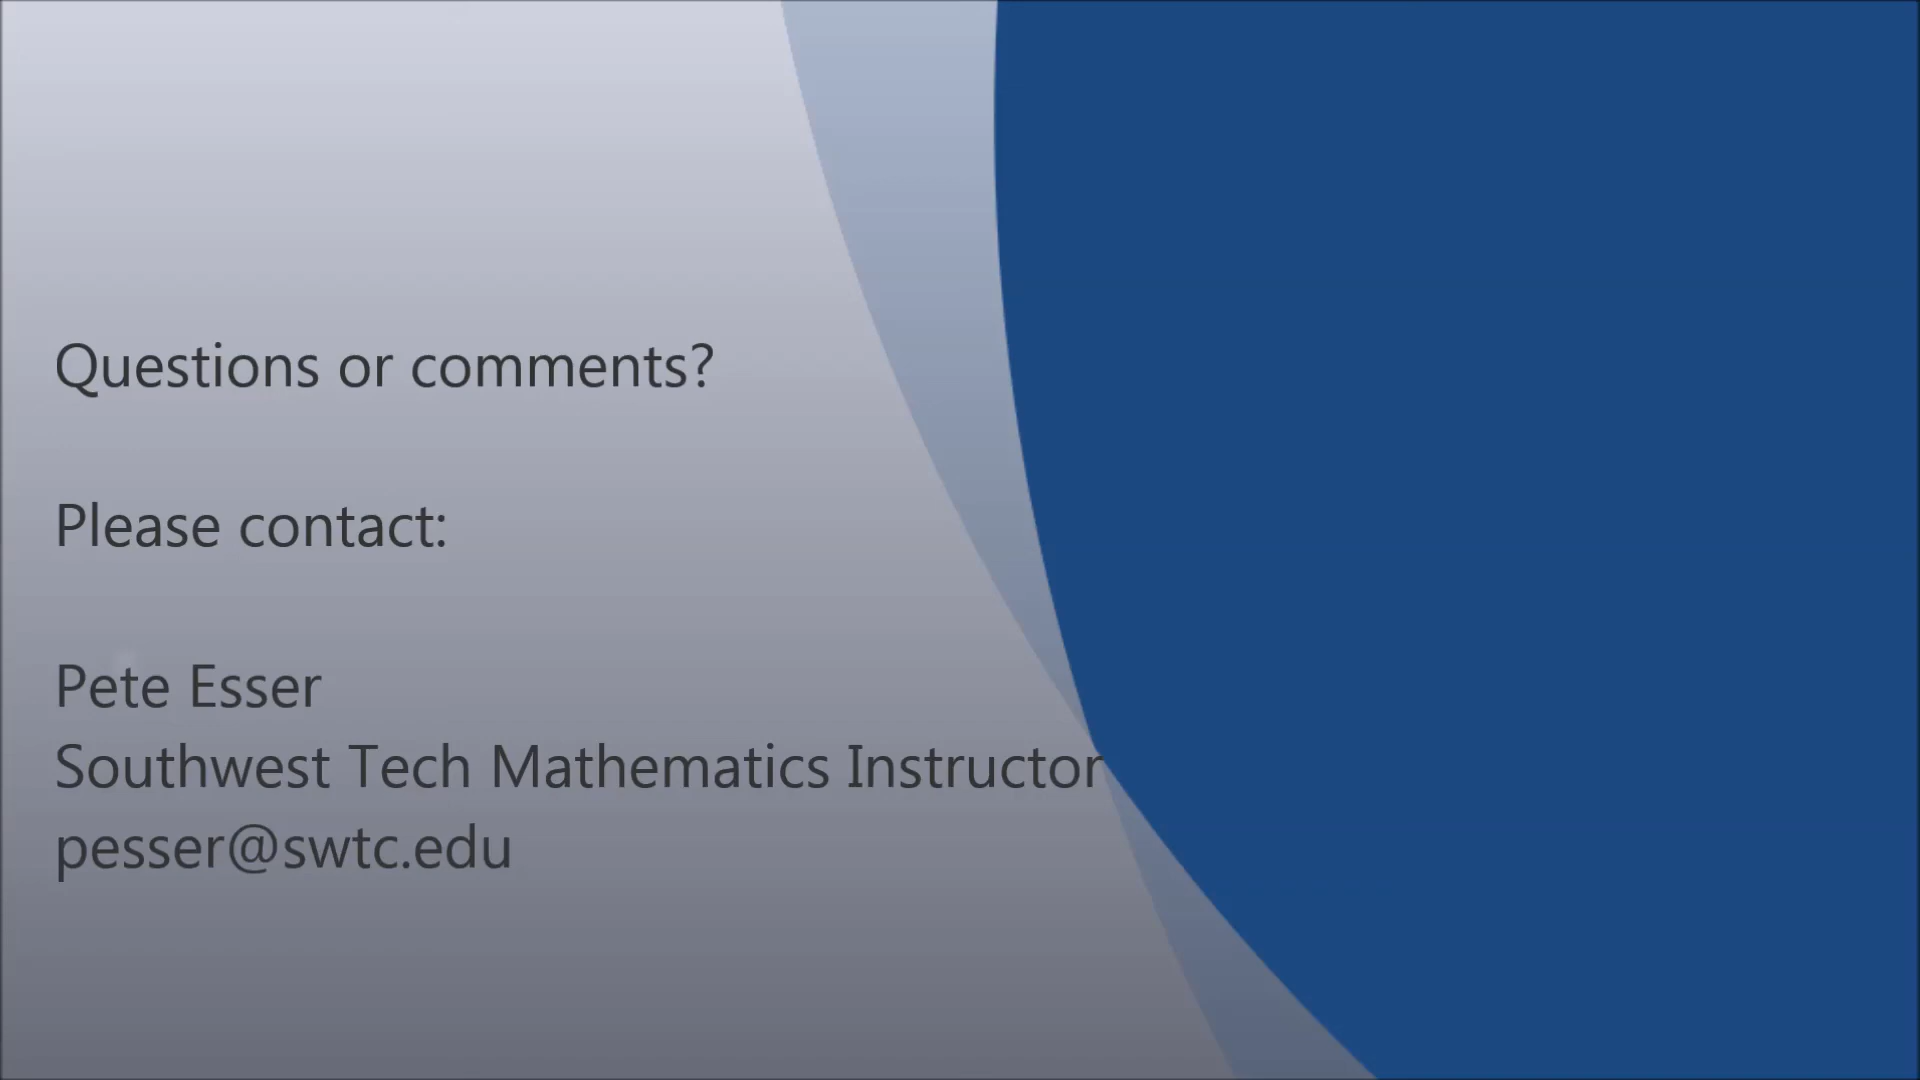 Questions or comments?
Please contact:
Pete Esser
Southwest Tech Mathematics Instructor
pesser@swtc.edu